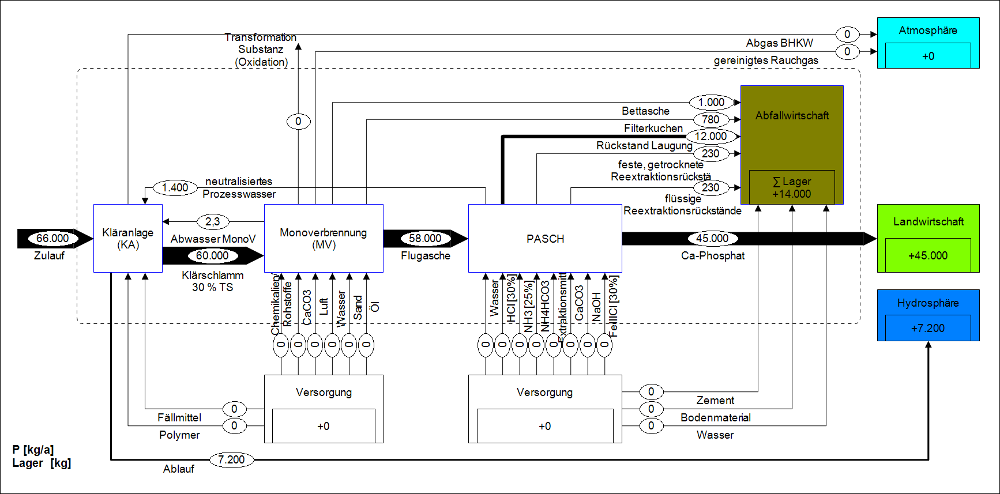 Transformation
Substanz
(Oxidation)
0
Abgas BHKW
0
gereinigtes Rauchgas
Atmosphäre
+0
0
1.000
Bettasche
780
Filterkuchen
12.000
Rückstand Laugung
230
feste, getrocknete
Reextraktionsrückstä
230
flüssige
Reextraktionsrückstände
Abfallwirtschaft
∑ Lager
+14.000
1.400
neutralisiertes
Prozesswasser
2,3
Abwasser MonoV
66.000
Zulauf
Kläranlage
(KA)
60.000
Klärschlamm
30 % TS
Monoverbrennung
(MV)
58.000
Flugasche
PASCH
45.000
Ca-Phosphat
Landwirtschaft
+45.000
Hydrosphäre
+7.200
Chemikalien/
Rohstoffe
CaCO3
Luft
Wasser
Sand
Öl
0
0
0
0
0
0
Wasser
HCl [30%]
NH3 [25%]
NH4HCO3
Extraktionsmitt
CaCO3
NaOH
FeIIICl [30%]
0
0
0
0
0
0
0
0
Versorgung
+0
0
Fällmittel
0
Polymer
Versorgung
+0
0
Zement
0
Bodenmaterial
0
Wasser
P [kg/a]
Lager [kg]
7.200
Ablauf